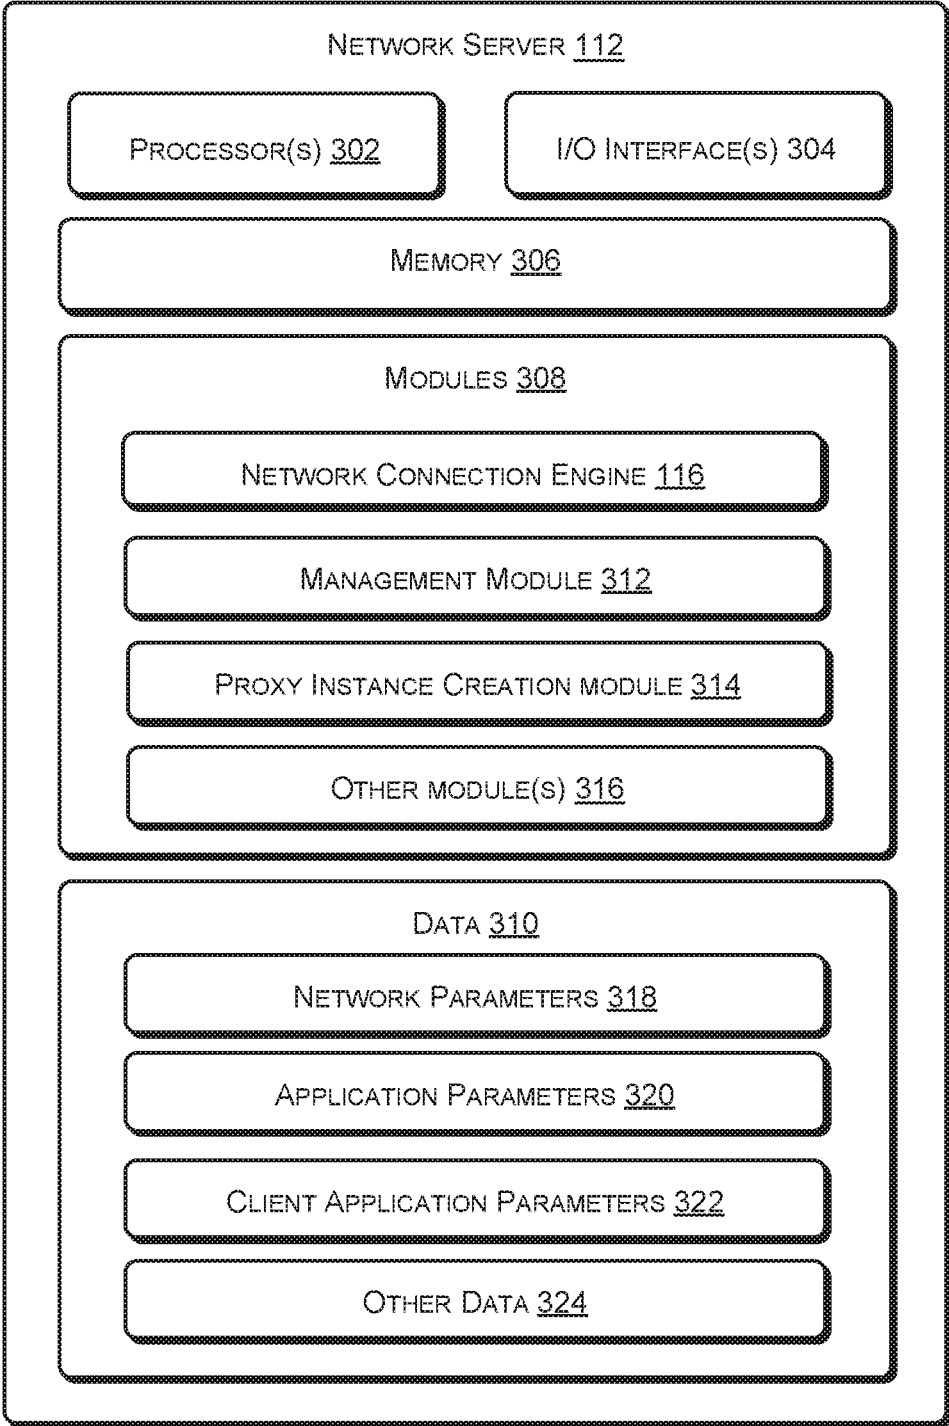 NETWORK SERVER 112
PROCESSOR(S) 302
I/O INTERFACE(S) 304
MEMORY 306
MODULES 308
NETWORK CONNECTION ENGINE 116
MANAGEMENT MODULE 312
PROXY INSTANCE CREATION MODULE 314
OTHER MODULE(S) 316
DATA 310
NETWORK PARAMETERS 318
APPLICATION PARAMETERS 320
CLIENT APPLICATION PARAMETERS 322
OTHER DATA 324